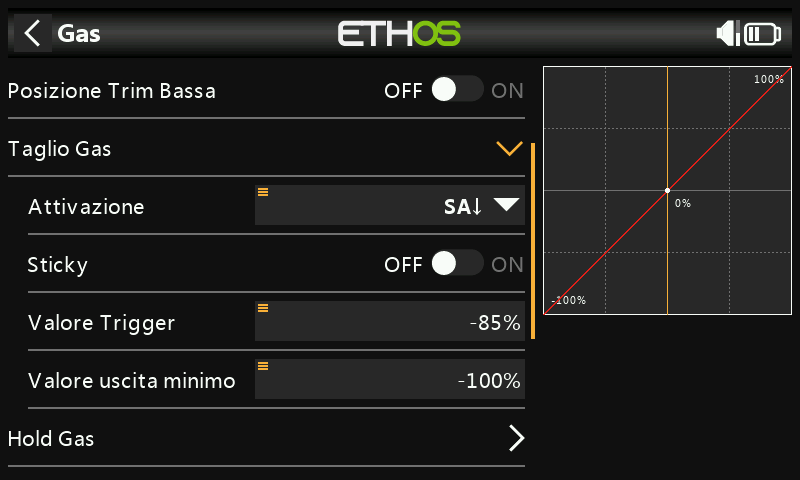 Gas
ETHOS
Posizione Trim Bassa OFF ON
Taglio Gas
Attivazione SA↓
Sticky OFF ON
Valore Trigger -85%
Valore uscita minimo -100%
Hold Gas
100%
0%
-100%